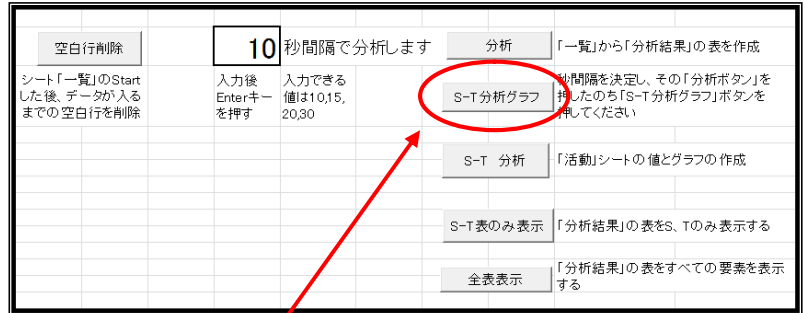 空白行削除
10 秒間隔で分析します
分析
「一覧」から「分析結果」の表を作成
シート「一覧」のStart
した後、データが入る
までの空白行を削除
入力後
Enterキー
を押す
入力できる
値は10,15,
20,30
S-T分析グラフ
秒間隔を決定し、その「分析ボタン」を
押したのち「S-T分析グラフ」ボタンを
押してください
S-T 分析
「活動」シートの値とグラフの作成
S-T表のみ表示
「分析結果」の表をS、Tのみ表示する
全表表示
「分析結果」の表をすべての要素を表示
する